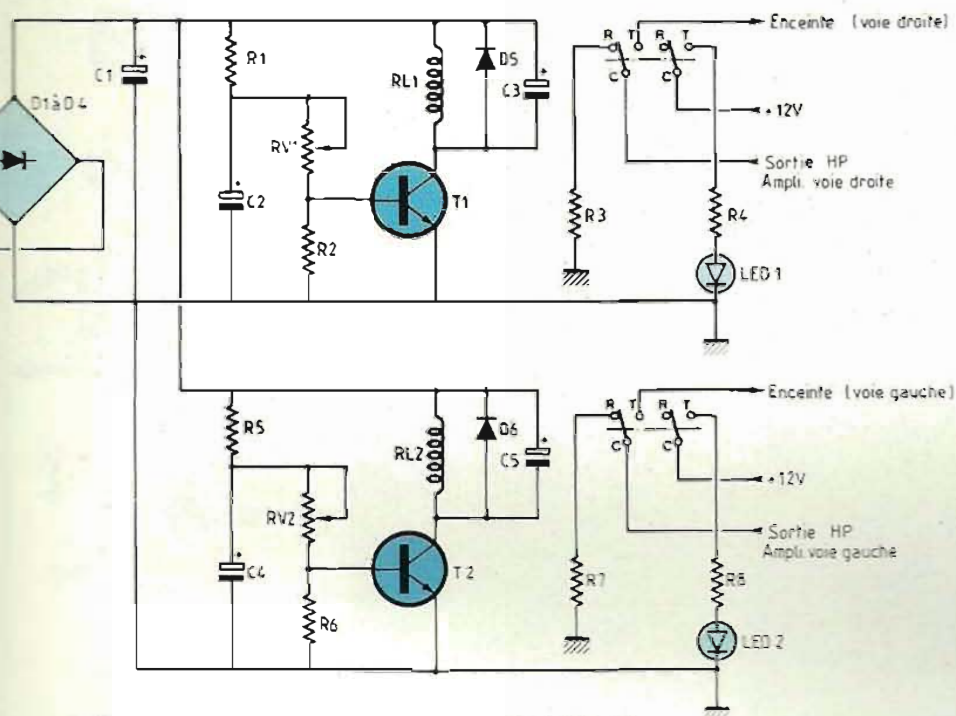 Enceinte (voie droite)
R T R T
R1
D5
C1
RL1
C3
D1 à D4
C C
+12V
RV1
Sortie HP
Ampli. voie droite
C2
T1
R3
R4
R2
LED 1
Enceinte (voie gauche)
R T R T
R5
D6
RL2
C5
C C
+12V
RV2
Sortie HP
Ampli. voie gauche
C4
T2
R7
R8
R6
LED 2